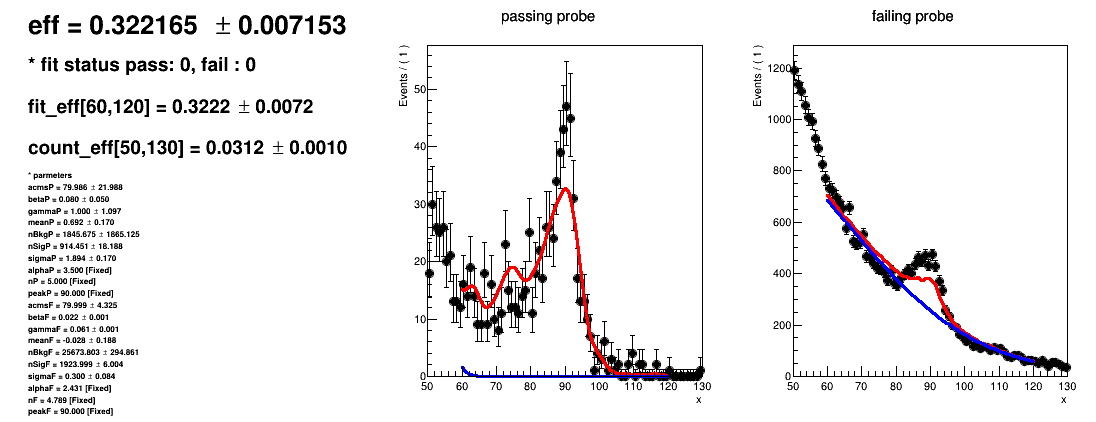 eff = 0.322165 ± 0.007153
* fit status pass: 0, fail : 0
fit_eff[60,120] = 0.3222 ± 0.0072
count_eff[50,130] = 0.0312 ± 0.0010
* parmeters
acmsP = 79.986 ± 21.988
betaP = 0.080 ± 0.050
gammaP = 1.000 ± 1.097
meanP = 0.692 ± 0.170
nBkgP = 1845.675 ± 1865.125
nSigP = 914.451 ± 18.188
sigmaP = 1.894 ± 0.170
alphaP = 3.500 [Fixed]
nP = 5.000 [Fixed]
peakP = 90.000 [Fixed]
acmsF = 79.999 ± 4.325
betaF = 0.022 ± 0.001
gammaF = 0.061 ± 0.001
meanF = -0.028 ± 0.188
nBkgF = 25673.803 ± 294.861
nSigF = 1923.999 ± 6.004
sigmaF = 0.300 ± 0.084
alphaF = 2.431 [Fixed]
nF = 4.789 [Fixed]
peakF = 90.000 [Fixed]
passing probe
Events / ( 1 )
50
40
30
20
10
0
50 60 70 80 90 100 110 120 130
x
failing probe
Events / ( 1 )
1200
1000
800
600
400
200
0
50 60 70 80 90 100 110 120 130
x